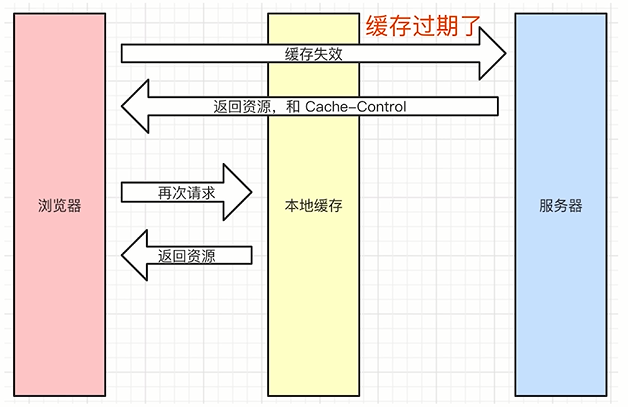 缓存过期了
缓存失效
返回资源，和 Cache-Control
再次请求
浏览器
本地缓存
服务器
返回资源